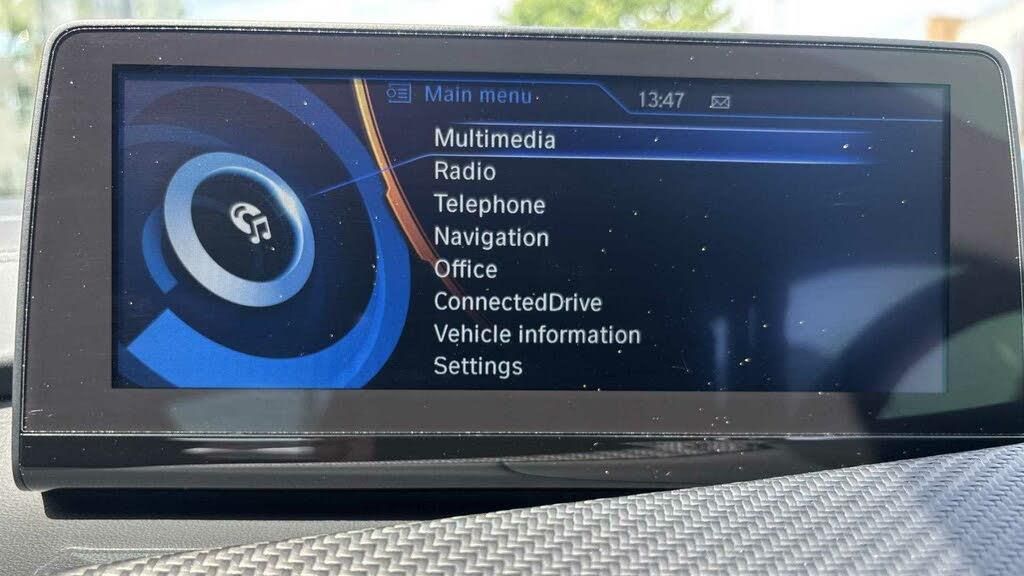 Main menu 13:47
Multimedia
Radio
Telephone
Navigation
Office
ConnectedDrive
Vehicle information
Settings